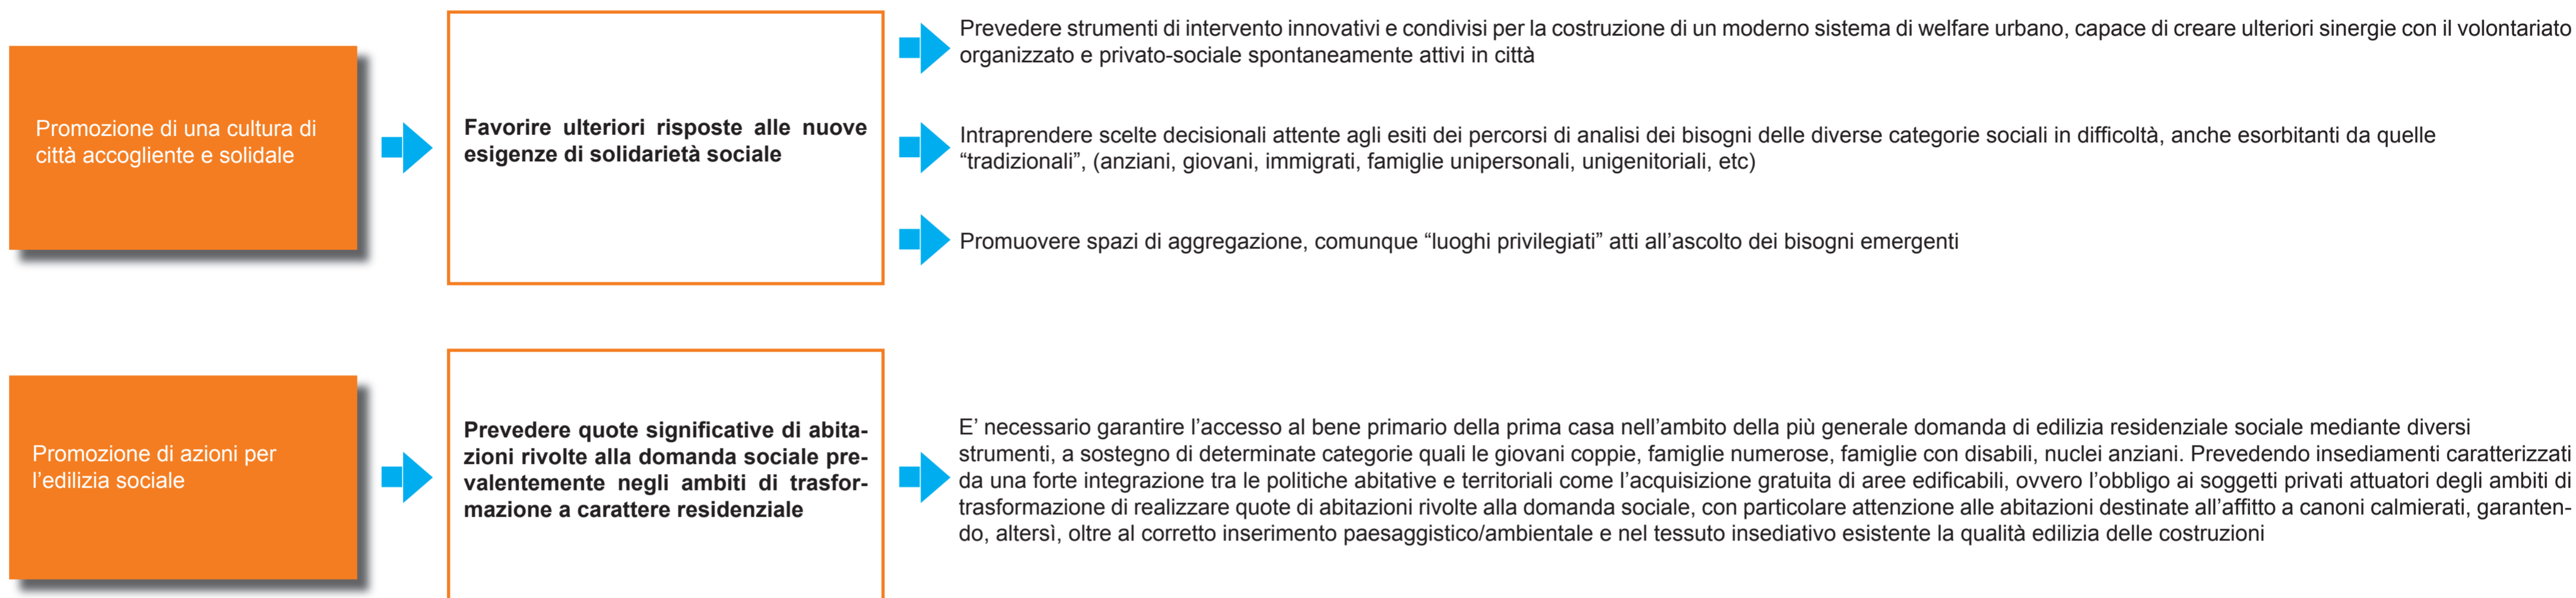 Promozione di una cultura di
città accogliente e solidale
Favorire ulteriori risposte alle nuove
esigenze di solidarietà sociale
Prevedere strumenti di intervento innovativi e condivisi per la costruzione di un moderno sistema di welfare urbano, capace di creare ulteriori sinergie con il volontariato
organizzato e privato-sociale spontaneamente attivi in città
Intraprendere scelte decisionali attente agli esiti dei percorsi di analisi dei bisogni delle diverse categorie sociali in difficoltà, anche esorbitanti da quelle
“tradizionali”, (anziani, giovani, immigrati, famiglie unipersonali, unigenitoriali, etc)
Promuovere spazi di aggregazione, comunque “luoghi privilegiati” atti all’ascolto dei bisogni emergenti
Promozione di azioni per
l’edilizia sociale
Prevedere quote significative di abita-
zioni rivolte alla domanda sociale pre-
valentemente negli ambiti di trasfor-
mazione a carattere residenziale
E’ necessario garantire l’accesso al bene primario della prima casa nell’ambito della più generale domanda di edilizia residenziale sociale mediante diversi
strumenti, a sostegno di determinate categorie quali le giovani coppie, famiglie numerose, famiglie con disabili, nuclei anziani. Prevedendo insediamenti caratterizzati
da una forte integrazione tra le politiche abitative e territoriali come l’acquisizione gratuita di aree edificabili, ovvero l’obbligo ai soggetti privati attuatori degli ambiti di
trasformazione di realizzare quote di abitazioni rivolte alla domanda sociale, con particolare attenzione alle abitazioni destinate all’affitto a canoni calmierati, garanten-
do, altersì, oltre al corretto inserimento paesaggistico/ambientale e nel tessuto insediativo esistente la qualità edilizia delle costruzioni